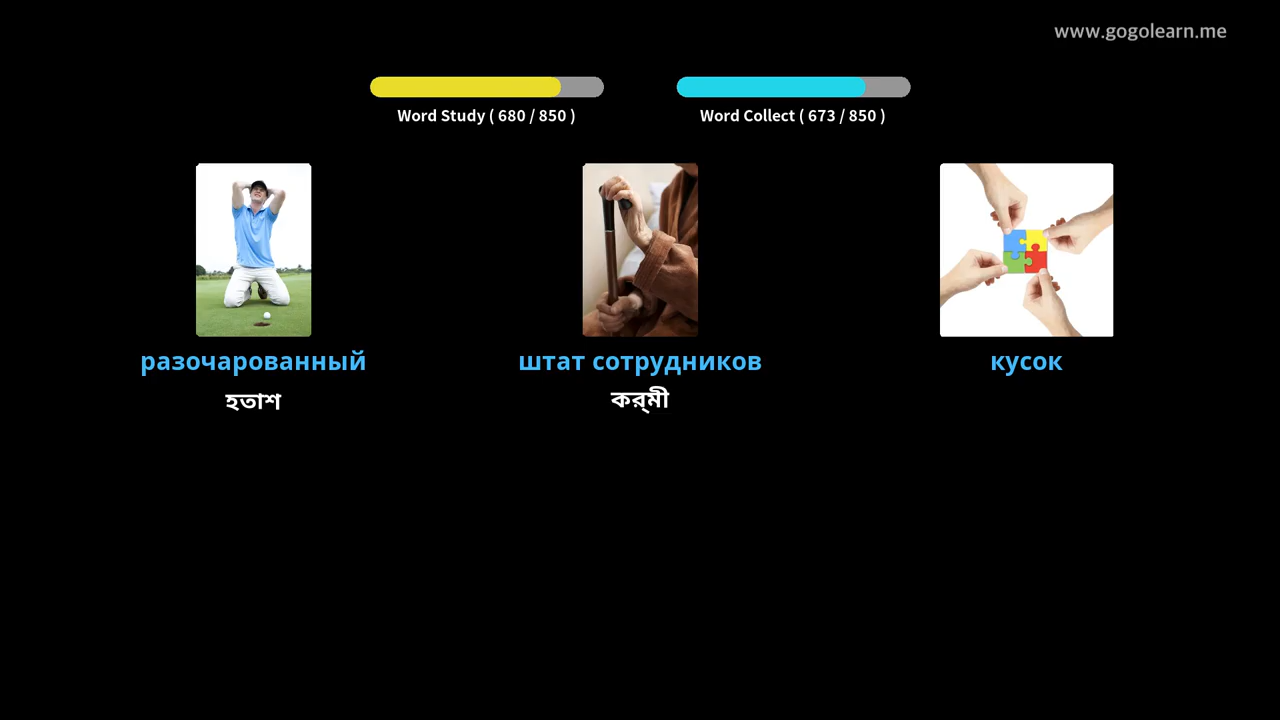 www.gogolearn.me
Word Study ( 680 / 850 )
Word Collect ( 673 / 850 )
разочарованный
штат сотрудников
кусок
হতাশ
কর্মী